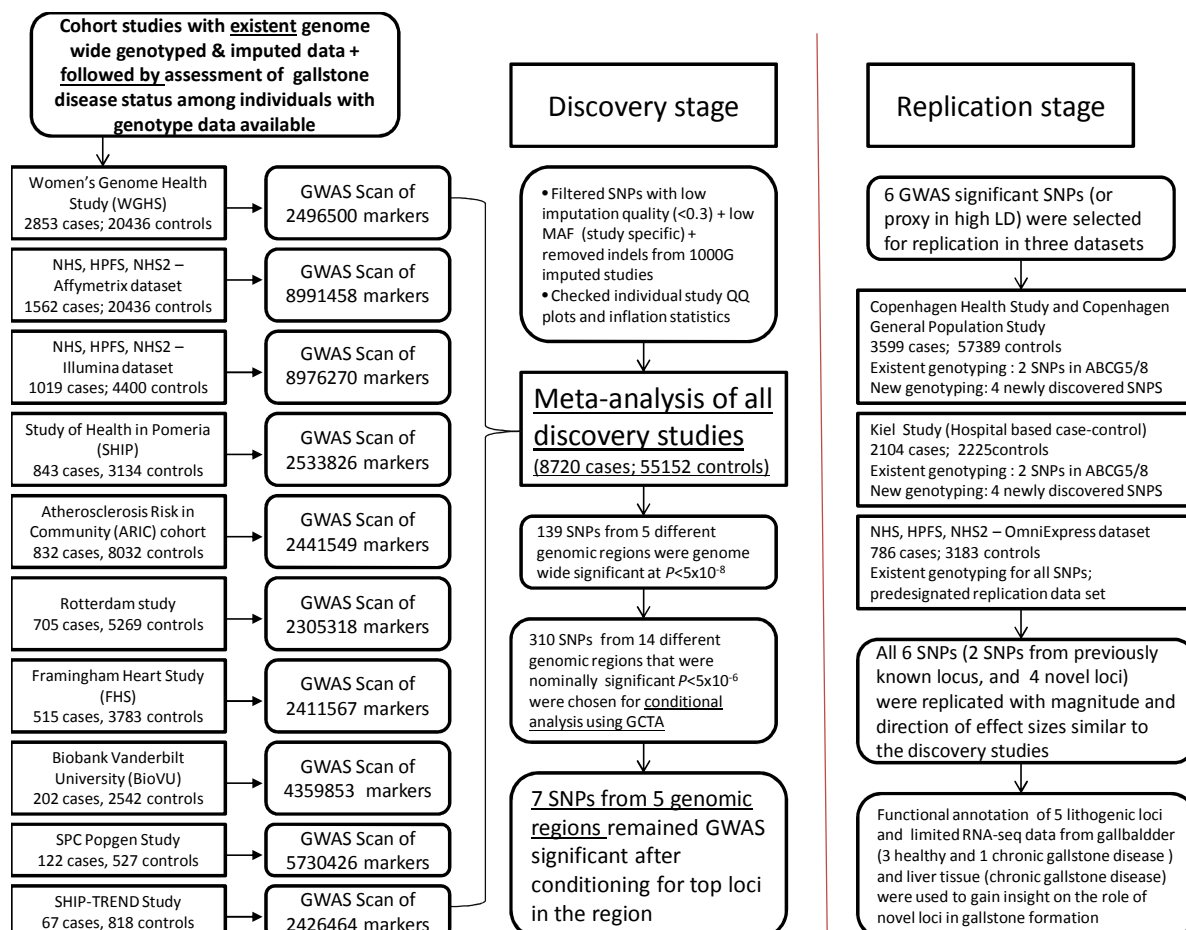 Cohort studies with existent genome
wide genotyped & imputed data +
followed by assessment of gallstone
disease status among individuals with
genotype data available
Women's Genome Health
Study (WGHS)
2853 cases; 20436 controls
GWAS Scan of
2496500 markers
NHS, HPFS, NHS2 –
Affymetrix dataset
1562 cases; 20436 controls
GWAS Scan of
8991458 markers
NHS, HPFS, NHS2 –
Illumina dataset
1019 cases; 4400 controls
GWAS Scan of
8976270 markers
Study of Health in Pomeria
(SHIP)
843 cases, 3134 controls
GWAS Scan of
2533826 markers
Atherosclerosis Risk in
Community (ARIC) cohort
832 cases, 8032 controls
GWAS Scan of
2441549 markers
Rotterdam study
705 cases, 5269 controls
GWAS Scan of
2305318 markers
Framingham Heart Study
(FHS)
515 cases, 3783 controls
GWAS Scan of
2411567 markers
Biobank Vanderbilt
University (BioVU)
202 cases, 2542 controls
GWAS Scan of
4359853 markers
SPC Popgen Study
122 cases, 527 controls
GWAS Scan of
5730426 markers
SHIP-TREND Study
67 cases, 818 controls
GWAS Scan of
2426464 markers
Discovery stage
• Filtered SNPs with low
imputation quality (<0.3) + low
MAF (study specific) +
removed indels from 1000G
imputed studies
• Checked individual study QQ
plots and inflation statistics
Meta-analysis of all
discovery studies
(8720 cases; 55152 controls)
139 SNPs from 5 different
genomic regions were genome
wide significant at P<5x10-8
310 SNPs from 14 different
genomic regions that were
nominally significant P<5x10-6
were chosen for conditional
analysis using GCTA
7 SNPs from 5 genomic
regions remained GWAS
significant after
conditioning for top loci
in the region
Replication stage
6 GWAS significant SNPs (or
proxy in high LD) were selected
for replication in three datasets
Copenhagen Health Study and Copenhagen
General Population Study
3599 cases; 57389 controls
Existent genotyping : 2 SNPs in ABCG5/8
New genotyping: 4 newly discovered SNPS
Kiel Study (Hospital based case-control)
2104 cases; 2225controls
Existent genotyping : 2 SNPs in ABCG5/8
New genotyping: 4 newly discovered SNPS
NHS, HPFS, NHS2 – OmniExpress dataset
786 cases; 3183 controls
Existent genotyping for all SNPs;
predesignated replication data set
All 6 SNPs (2 SNPs from previously
known locus, and 4 novel loci)
were replicated with magnitude and
direction of effect sizes similar to
the discovery studies
Functional annotation of 5 lithogenic loci
and limited RNA-seq data from gallbaldder
(3 healthy and 1 chronic gallstone disease )
and liver tissue (chronic gallstone disease)
were used to gain insight on the role of
novel loci in gallstone formation